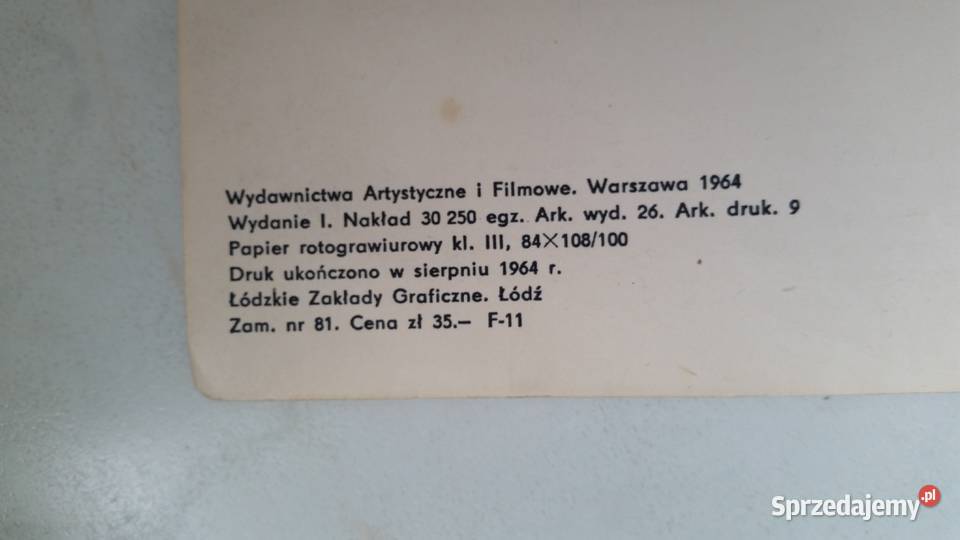 Wydawnictwa Artystyczne i Filmowe. Warszawa 1964
Wydanie I. Nakład 30 250 egz. Ark. wyd. 26. Ark. druk. 9
Papier rotograwiurowy kl. III, 84×108/100
Druk ukończono w sierpniu 1964 r.
Łódzkie Zakłady Graficzne. Łódź
Zam. nr 81. Cena zł 35.— F-11
Sprzedajemy.pl